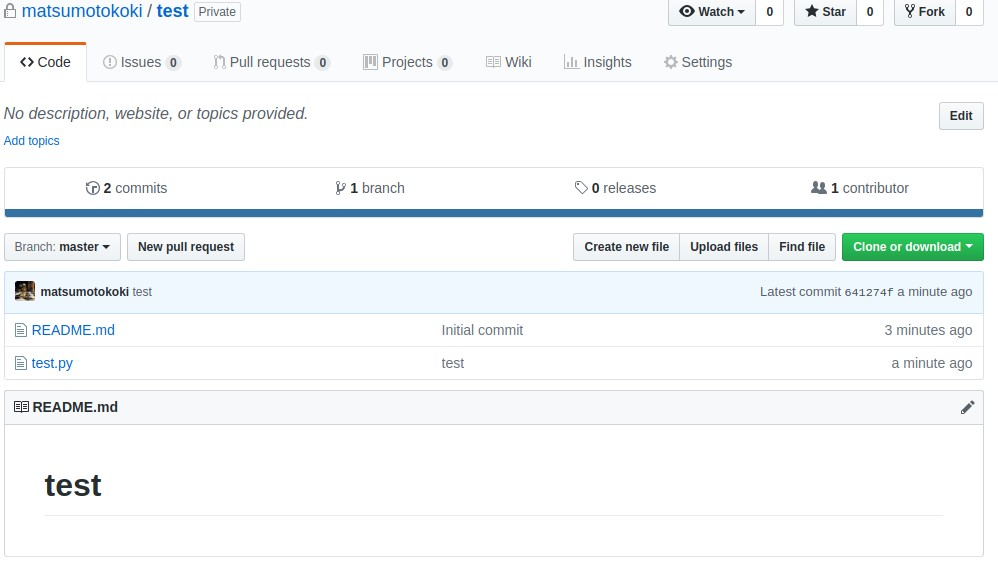 matsumotokoki / test Private Watch 0 Star 0 Fork 0
Code Issues 0 Pull requests 0 Projects 0 Wiki Insights Settings
No description, website, or topics provided. Edit
Add topics
2 commits 1 branch 0 releases 1 contributor
Branch: master New pull request Create new file Upload files Find file Clone or download
matsumotokoki test Latest commit 641274f a minute ago
README.md Initial commit 3 minutes ago
test.py test a minute ago
README.md
test